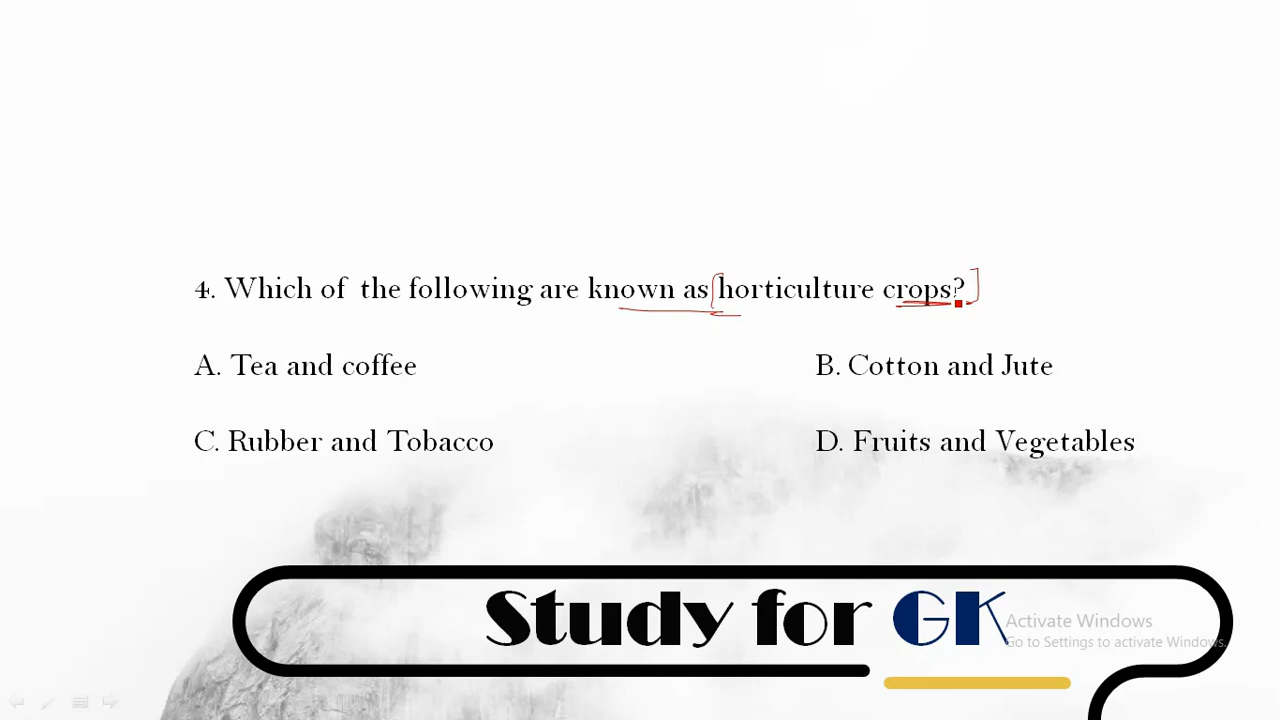 4. Which of the following are known as horticulture crops?
A. Tea and coffee
B. Cotton and Jute
C. Rubber and Tobacco
D. Fruits and Vegetables
Study for GK
Activate Windows
Go to Settings to activate Windows.